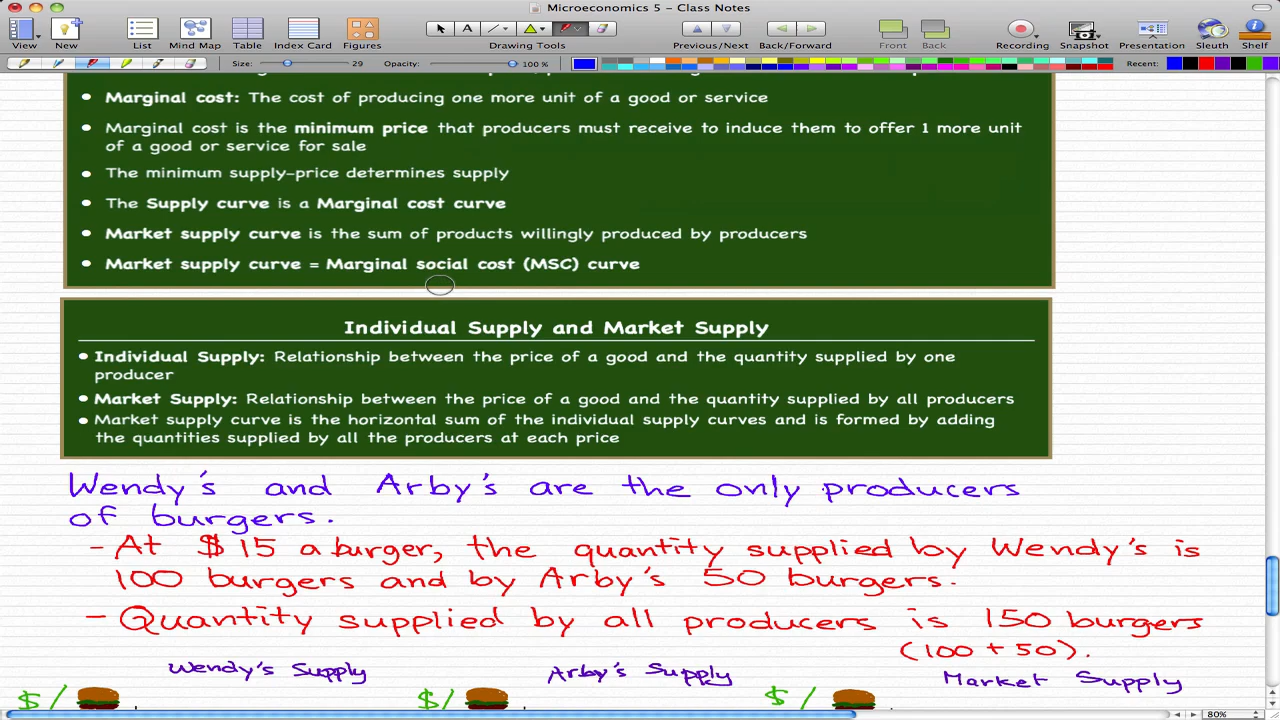 Microeconomics 5 - Class Notes
View New List Mind Map Table Index Card Figures Drawing Tools Previous/Next Back/Forward Front Back Recording Snapshot Presentation Sleuth Shelf
Size: 29 Opacity: 100 % Recent:
Marginal cost: The cost of producing one more unit of a good or service
Marginal cost is the minimum price that producers must receive to induce them to offer 1 more unit
of a good or service for sale
The minimum supply-price determines supply
The Supply curve is a Marginal cost curve
Market supply curve is the sum of products willingly produced by producers
Market supply curve = Marginal social cost (MSC) curve
Individual Supply and Market Supply
Individual Supply: Relationship between the price of a good and the quantity supplied by one
producer
Market Supply: Relationship between the price of a good and the quantity supplied by all producers
Market supply curve is the horizontal sum of the individual supply curves and is formed by adding
the quantities supplied by all the producers at each price
Wendy's and Arby's are the only producers
of burgers.
- At $15 a burger, the quantity supplied by Wendy's is
100 burgers and by Arby's 50 burgers.
- Quantity supplied by all producers is 150 burgers
(100 + 50).
Wendy's Supply Arby's Supply Market Supply
$/ $/ $/
80%